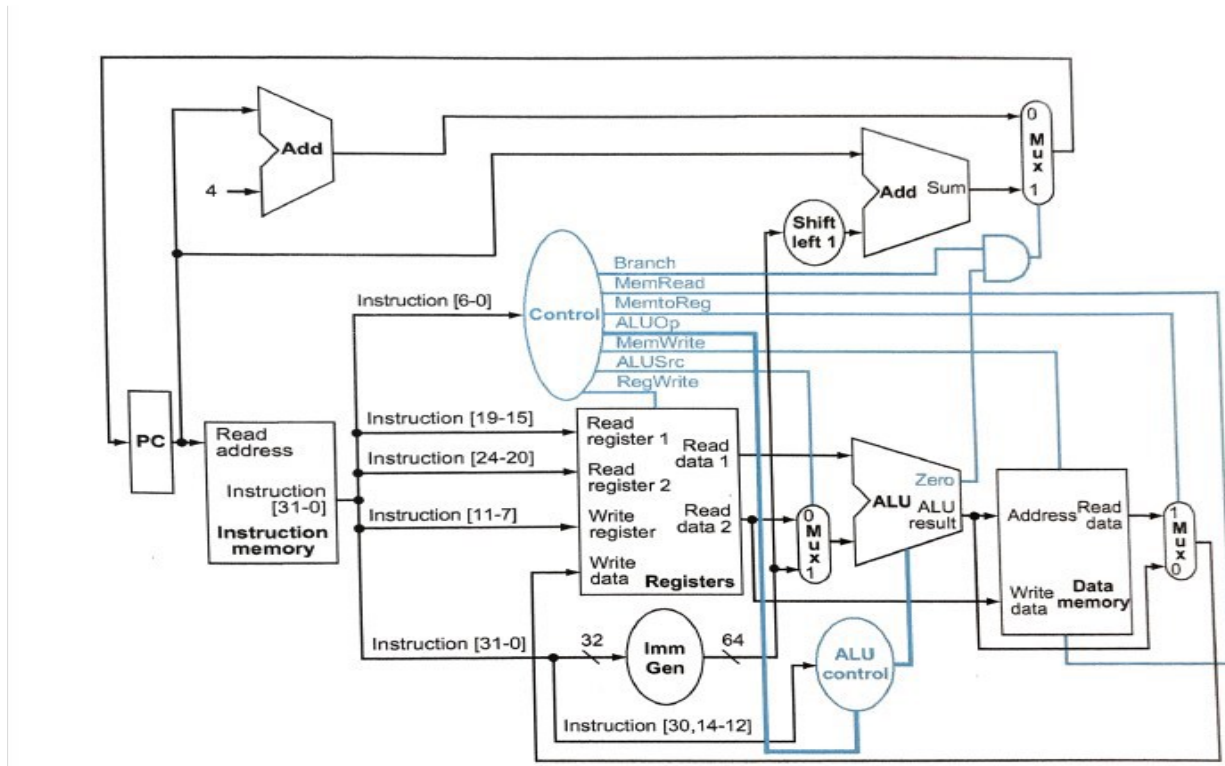 Add
4
0
Mux
1
Add Sum
Shift
left 1
Branch
MemRead
MemtoReg
ALUOp
MemWrite
ALUSrc
RegWrite
Control
Instruction [6-0]
PC
Read
address
Instruction
[31-0]
Instruction
memory
Instruction [19-15]
Instruction [24-20]
Instruction [11-7]
Instruction [31-0]
Read
register 1
Read
register 2
Write
register
Write
data
Read
data 1
Read
data 2
Registers
0
Mux
1
Zero
ALU ALU
result
Address
Read
data
Write
data
Data
memory
1
Mux
0
32
Imm
Gen
64
ALU
control
Instruction [30,14-12]